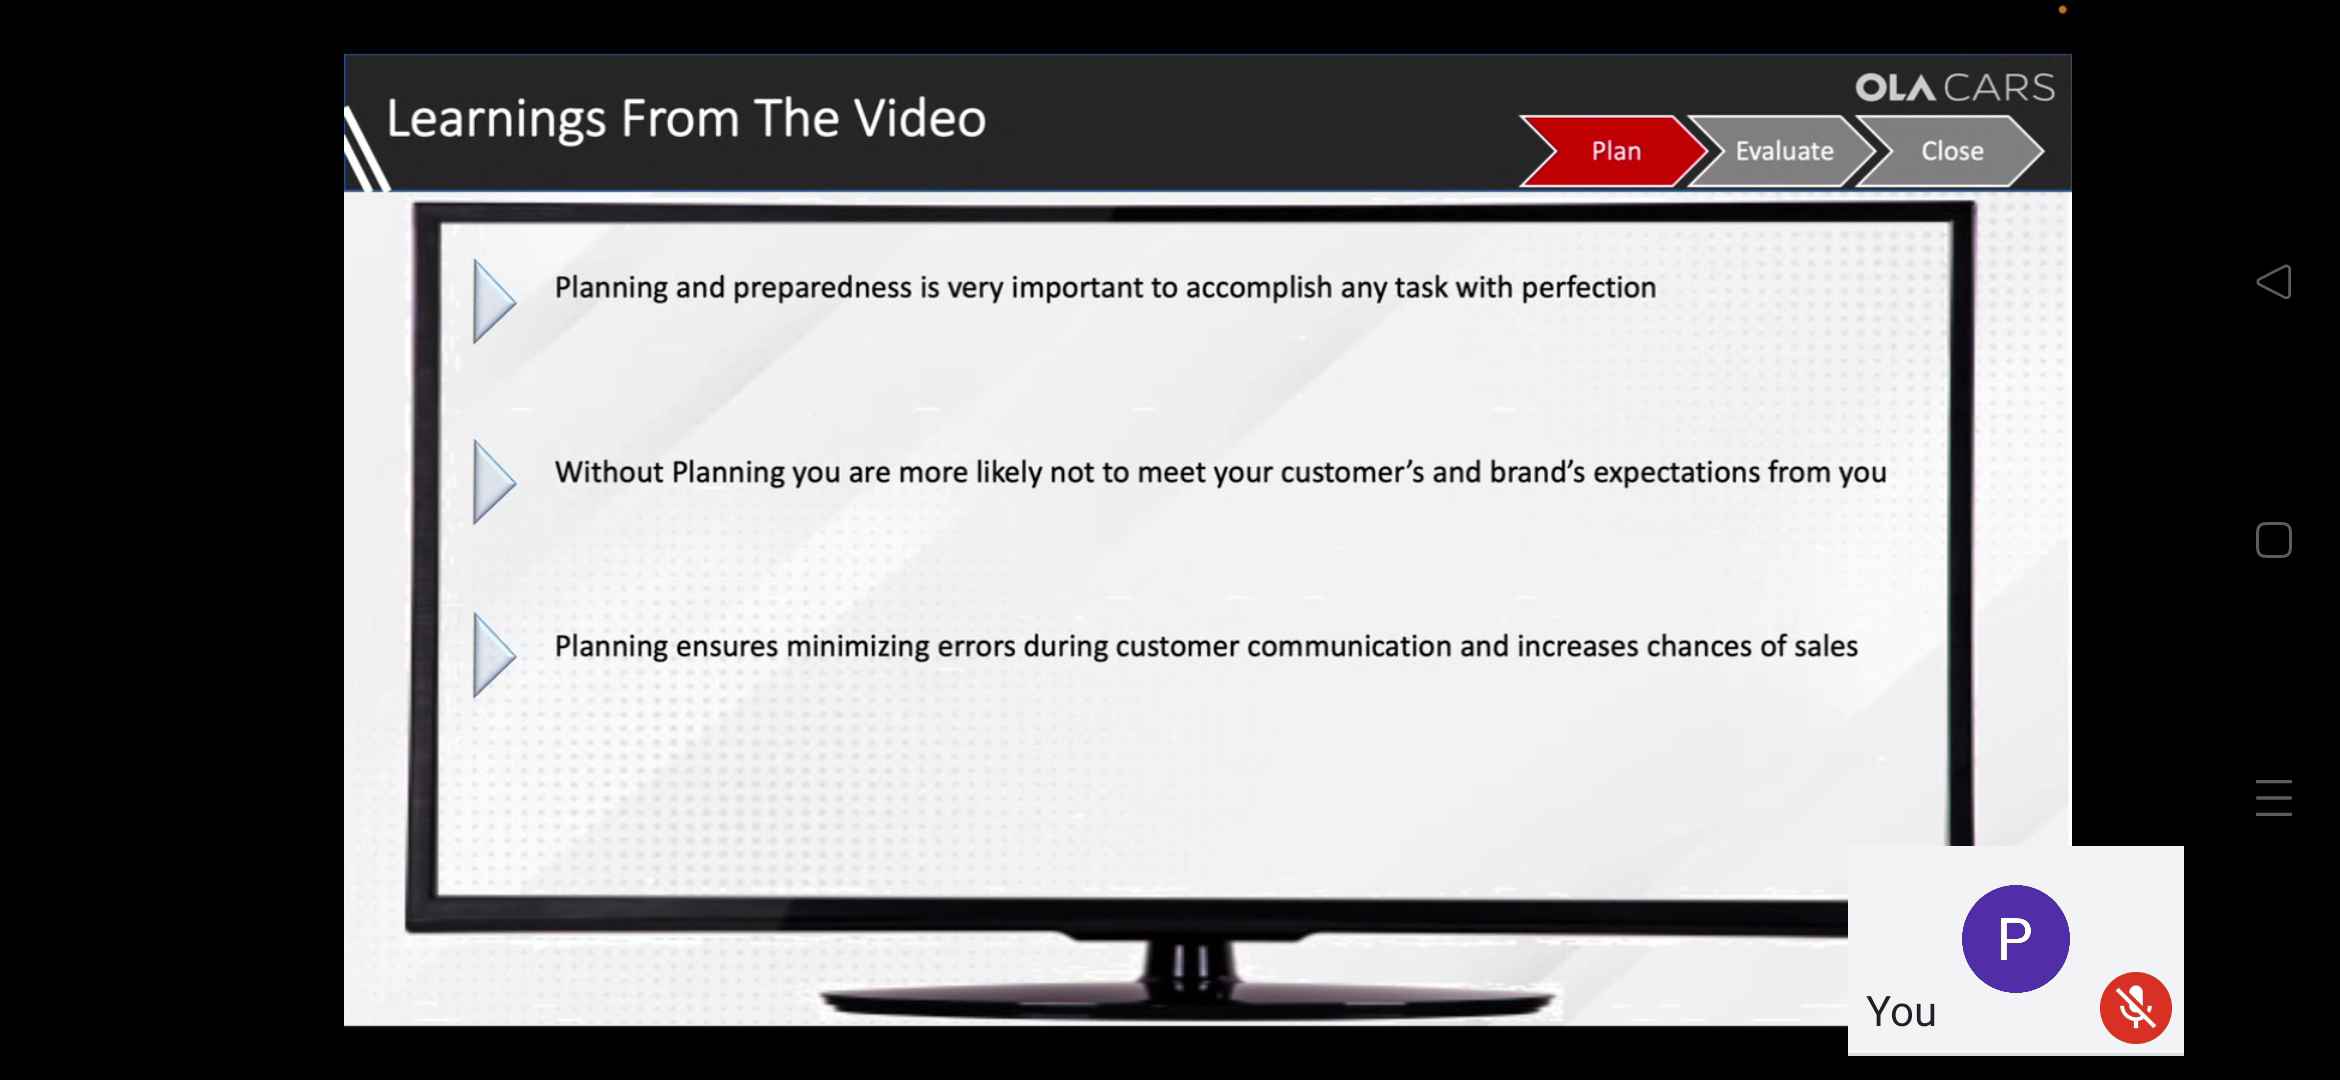 Learnings From The Video
OLA CARS
Plan
Evaluate
Close
Planning and preparedness is very important to accomplish any task with perfection
Without Planning you are more likely not to meet your customer’s and brand’s expectations from you
Planning ensures minimizing errors during customer communication and increases chances of sales
P
You